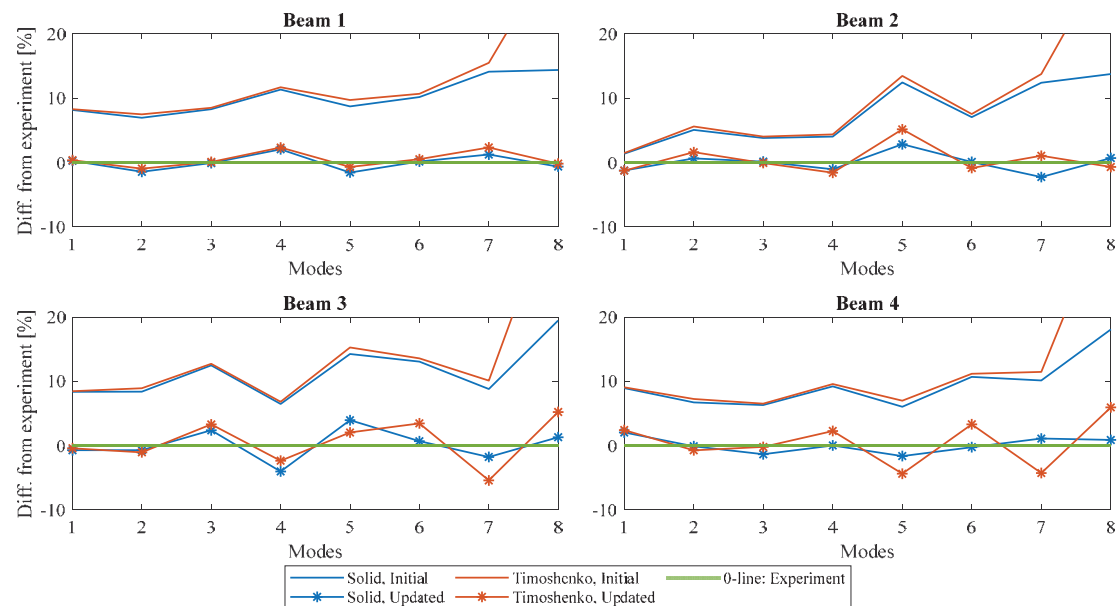 Beam 1
Diff. from experiment [%]
20
10
0
-10
1 2 3 4 5 6 7 8
Modes
Beam 2
20
10
0
-10
1 2 3 4 5 6 7 8
Modes
Beam 3
Diff. from experiment [%]
20
10
0
-10
1 2 3 4 5 6 7 8
Modes
Beam 4
20
10
0
-10
1 2 3 4 5 6 7 8
Modes
Solid, Initial Timoshenko, Initial 0-line: Experiment
Solid, Updated Timoshenko, Updated